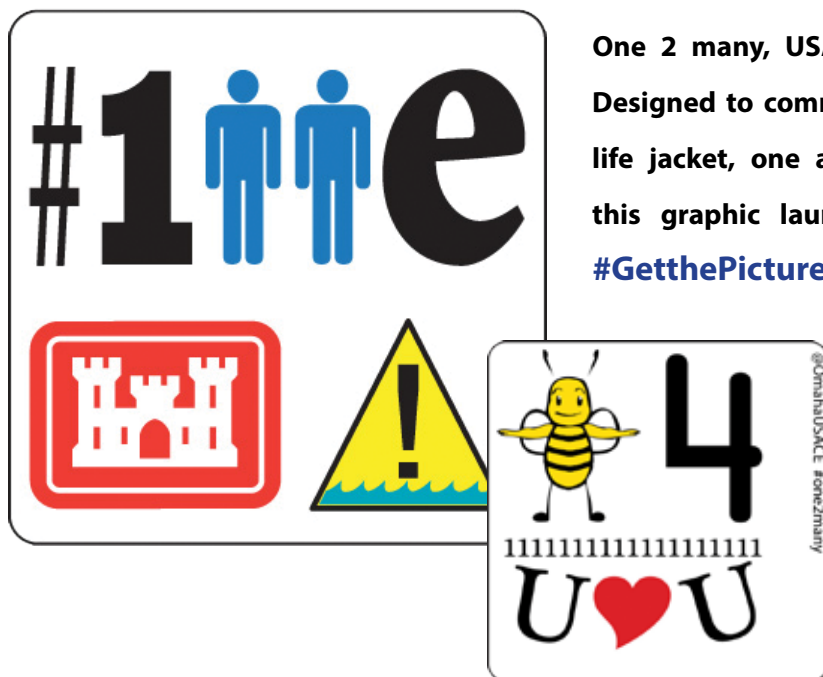 One 2 many,
Designed to
life jacket, one
this graphic
#GetthePicture
#1
e
!
4
1111111111111111111
U U
@OmahaUSACE #one2many